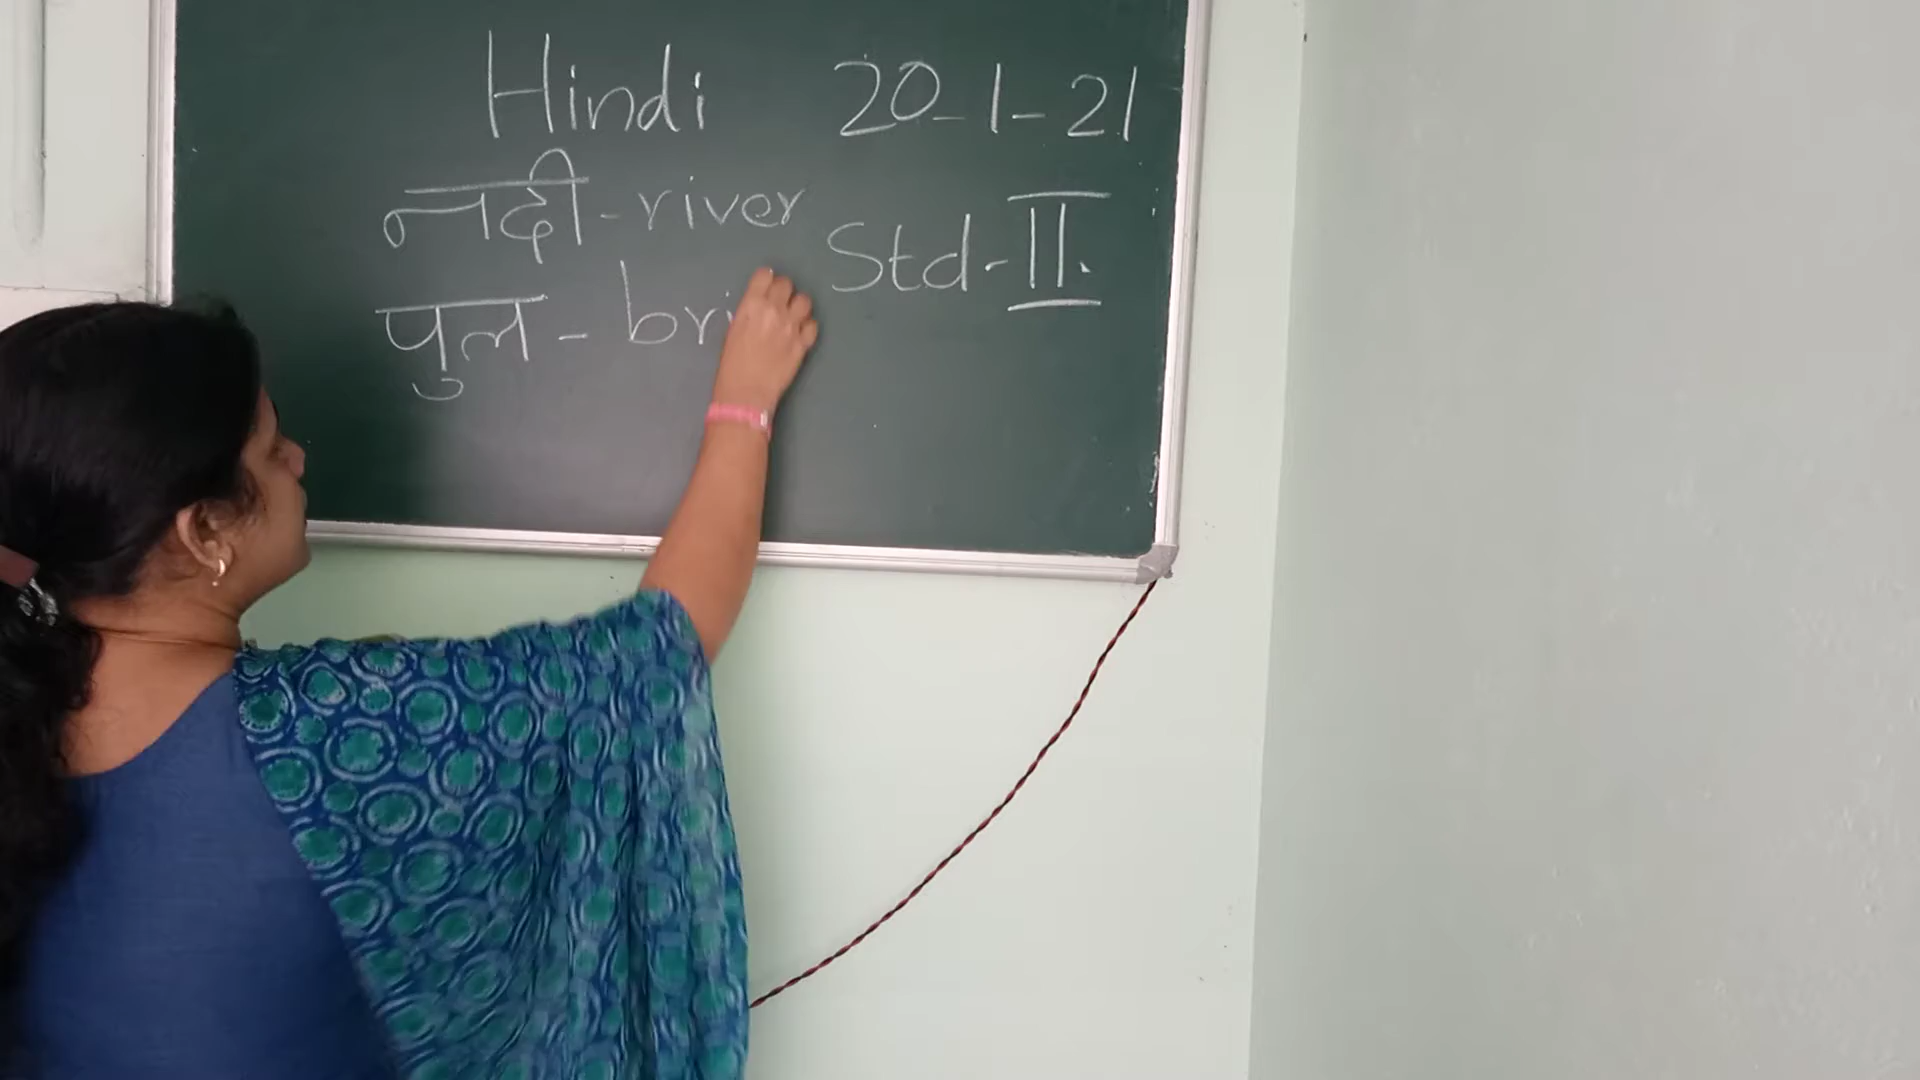 Hindi 20-1-21
नदी - river
Std - II.
पुल - bri